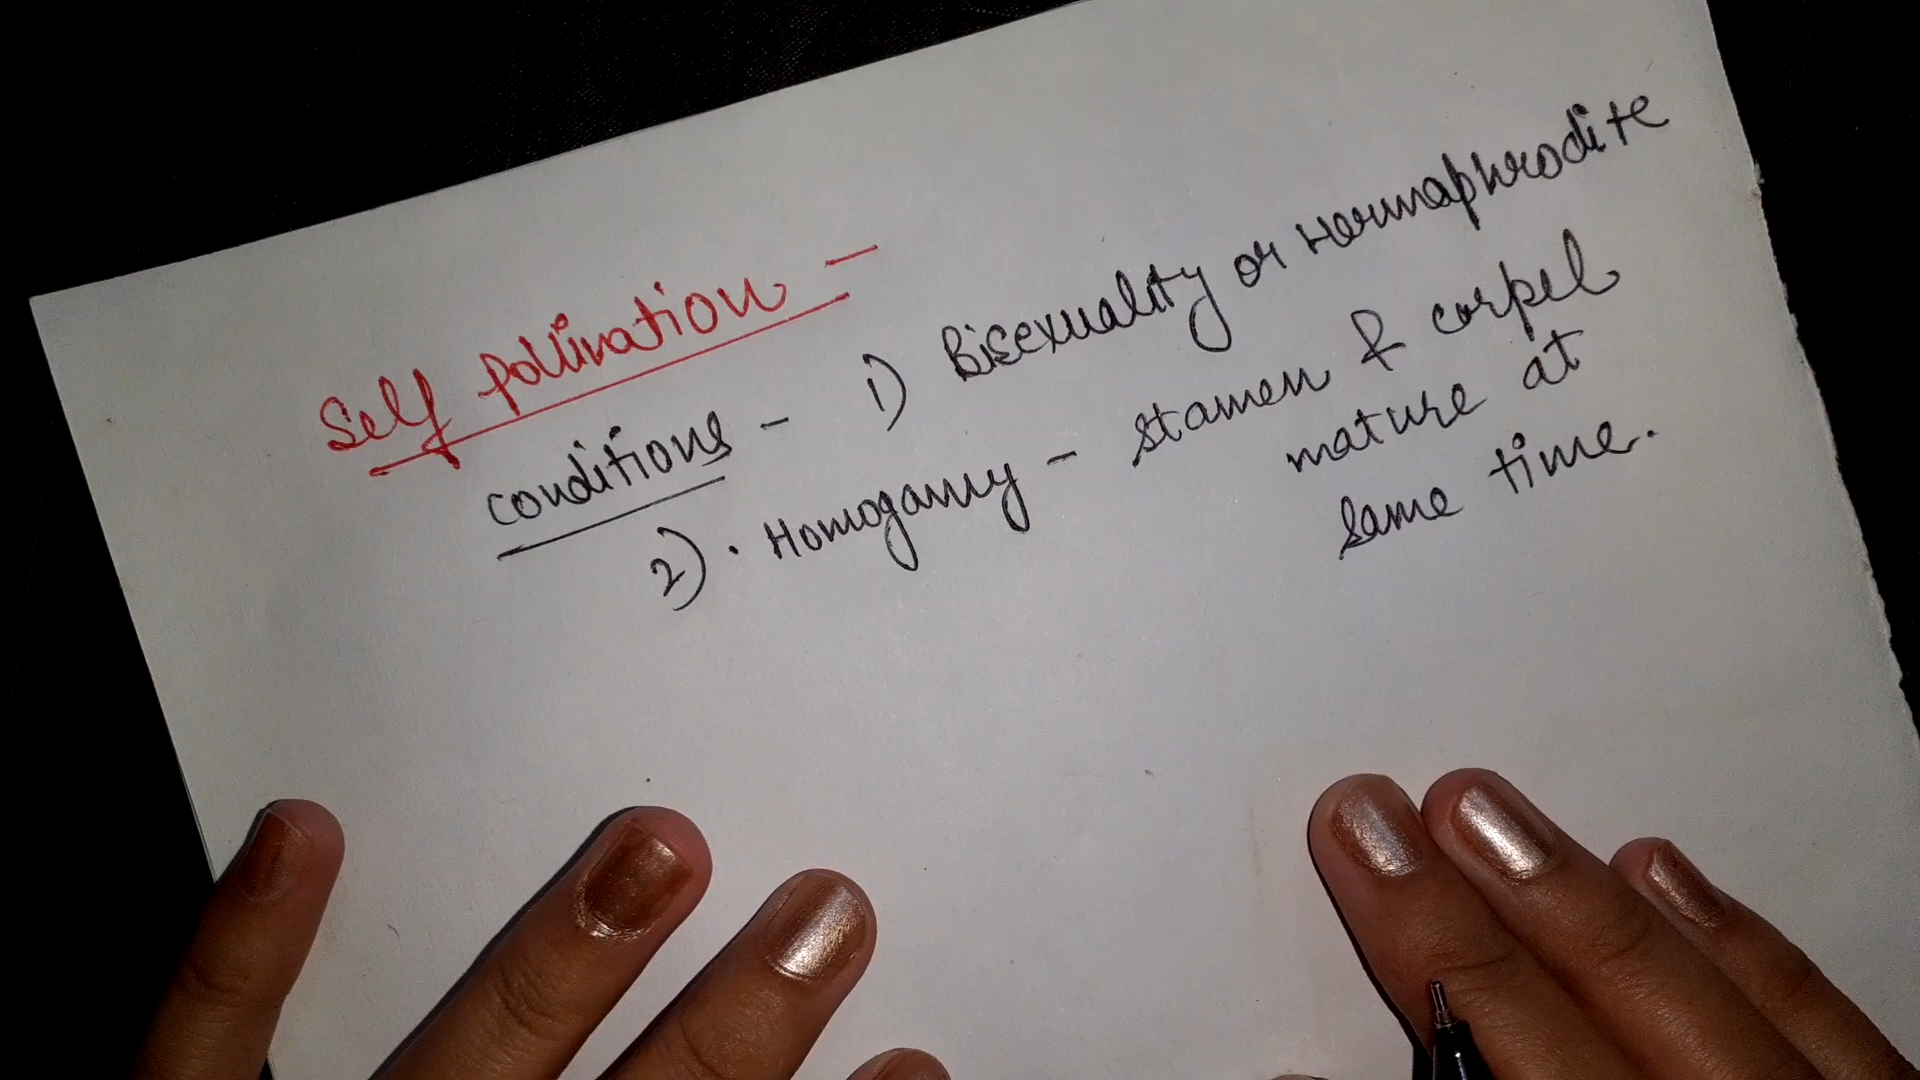 Self pollination -
conditions - 1) Bisexuality or Hermaphrodite
2). Homogamy - stamen & carpel
mature at
same time.